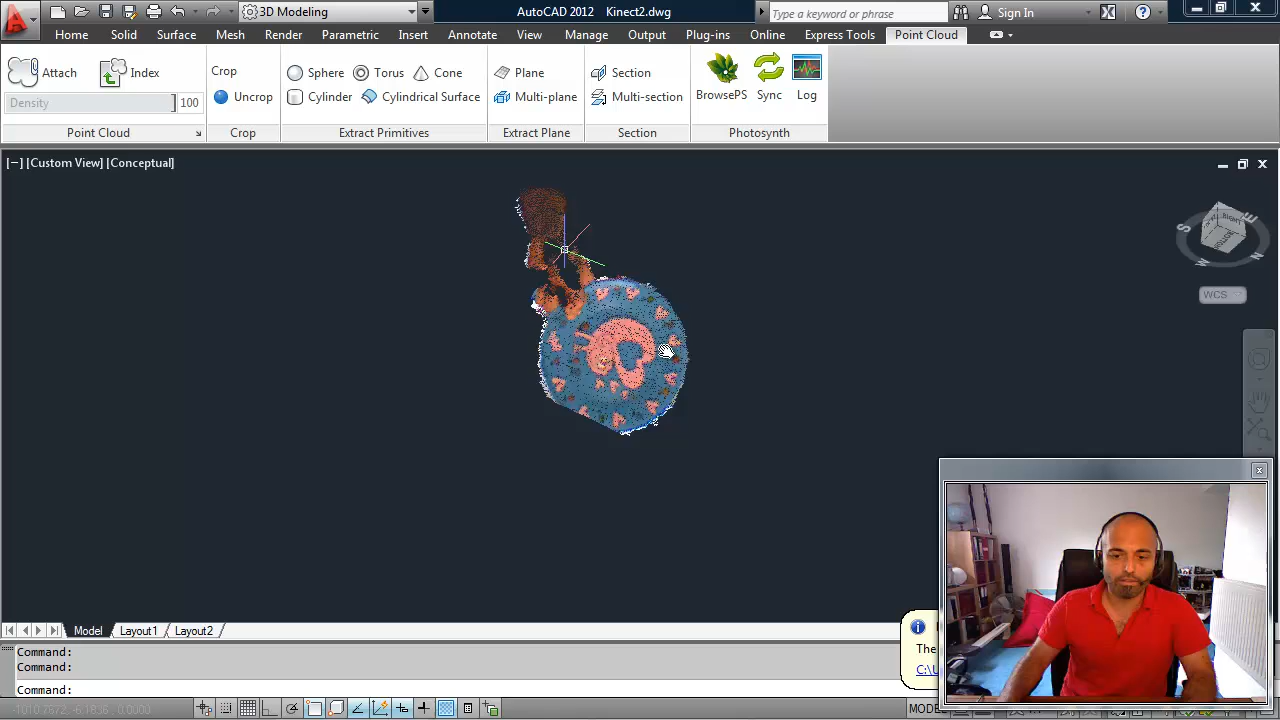 3D Modeling
AutoCAD 2012 Kinect2.dwg
Type a keyword or phrase
Sign In
Home Solid Surface Mesh Render Parametric Insert Annotate View Manage Output Plug-ins Online Express Tools Point Cloud
Attach Index Crop Sphere Torus Cone Plane Section
Uncrop Cylinder Cylindrical Surface Multi-plane Multi-section BrowsePS Sync Log
Density 100
Point Cloud Crop Extract Primitives Extract Plane Section Photosynth
[−] [Custom View] [Conceptual]
S E
RIGHT
N
WCS
Model Layout1 Layout2
Command:
Command:
Command:
The
C:\U
MODEL